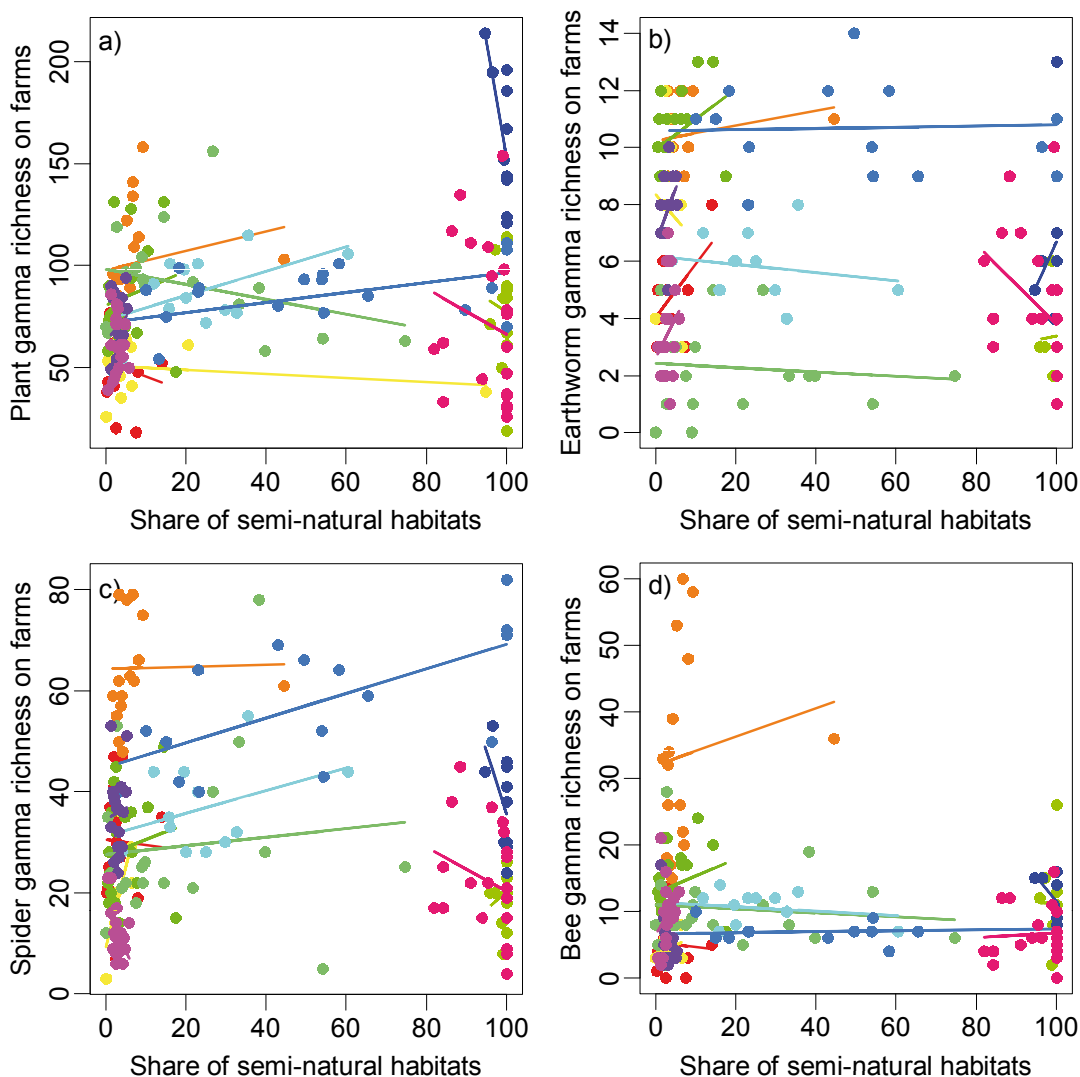 a)
Plant gamma richness on farms
50 100 150 200
0 20 40 60 80 100
Share of semi-natural habitats
b)
Earthworm gamma richness on farms
0 2 4 6 8 10 12 14
0 20 40 60 80 100
Share of semi-natural habitats
c)
Spider gamma richness on farms
0 20 40 60 80
0 20 40 60 80 100
Share of semi-natural habitats
d)
Bee gamma richness on farms
0 10 20 30 40 50 60
0 20 40 60 80 100
Share of semi-natural habitats